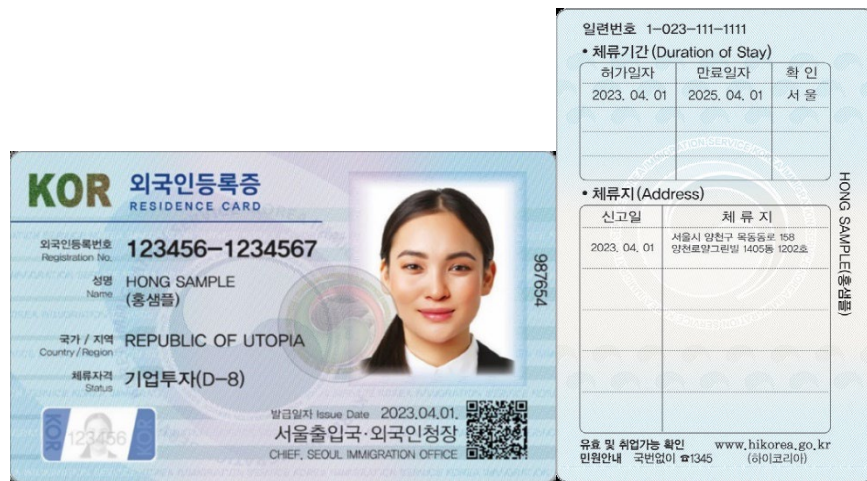 KOR 외국인등록증
RESIDENCE CARD
외국인등록번호 123456-1234567
Registration No.
성명 HONG SAMPLE
Name (홍샘플)
국가 / 지역 REPUBLIC OF UTOPIA
Country / Region
체류자격 기업투자(D-8)
Status
987654
KOR 123456 KOR
발급일자 Issue Date 2023.04.01.
서울출입국·외국인청장
CHIEF, SEOUL IMMIGRATION OFFICE
일련번호 1-023-111-1111
• 체류기간 (Duration of Stay)
허가일자 만료일자 확 인
2023. 04. 01 2025. 04. 01 서 울
• 체류지 (Address)
신고일 체 류 지
2023. 04. 01 서울시 양천구 목동동로 158
양천로얄그린빌 1405동 1202호
HONG SAMPLE(홍샘플)
유효 및 취업가능 확인 www.hikorea.go.kr
민원안내 국번없이 ☎1345 (하이코리아)